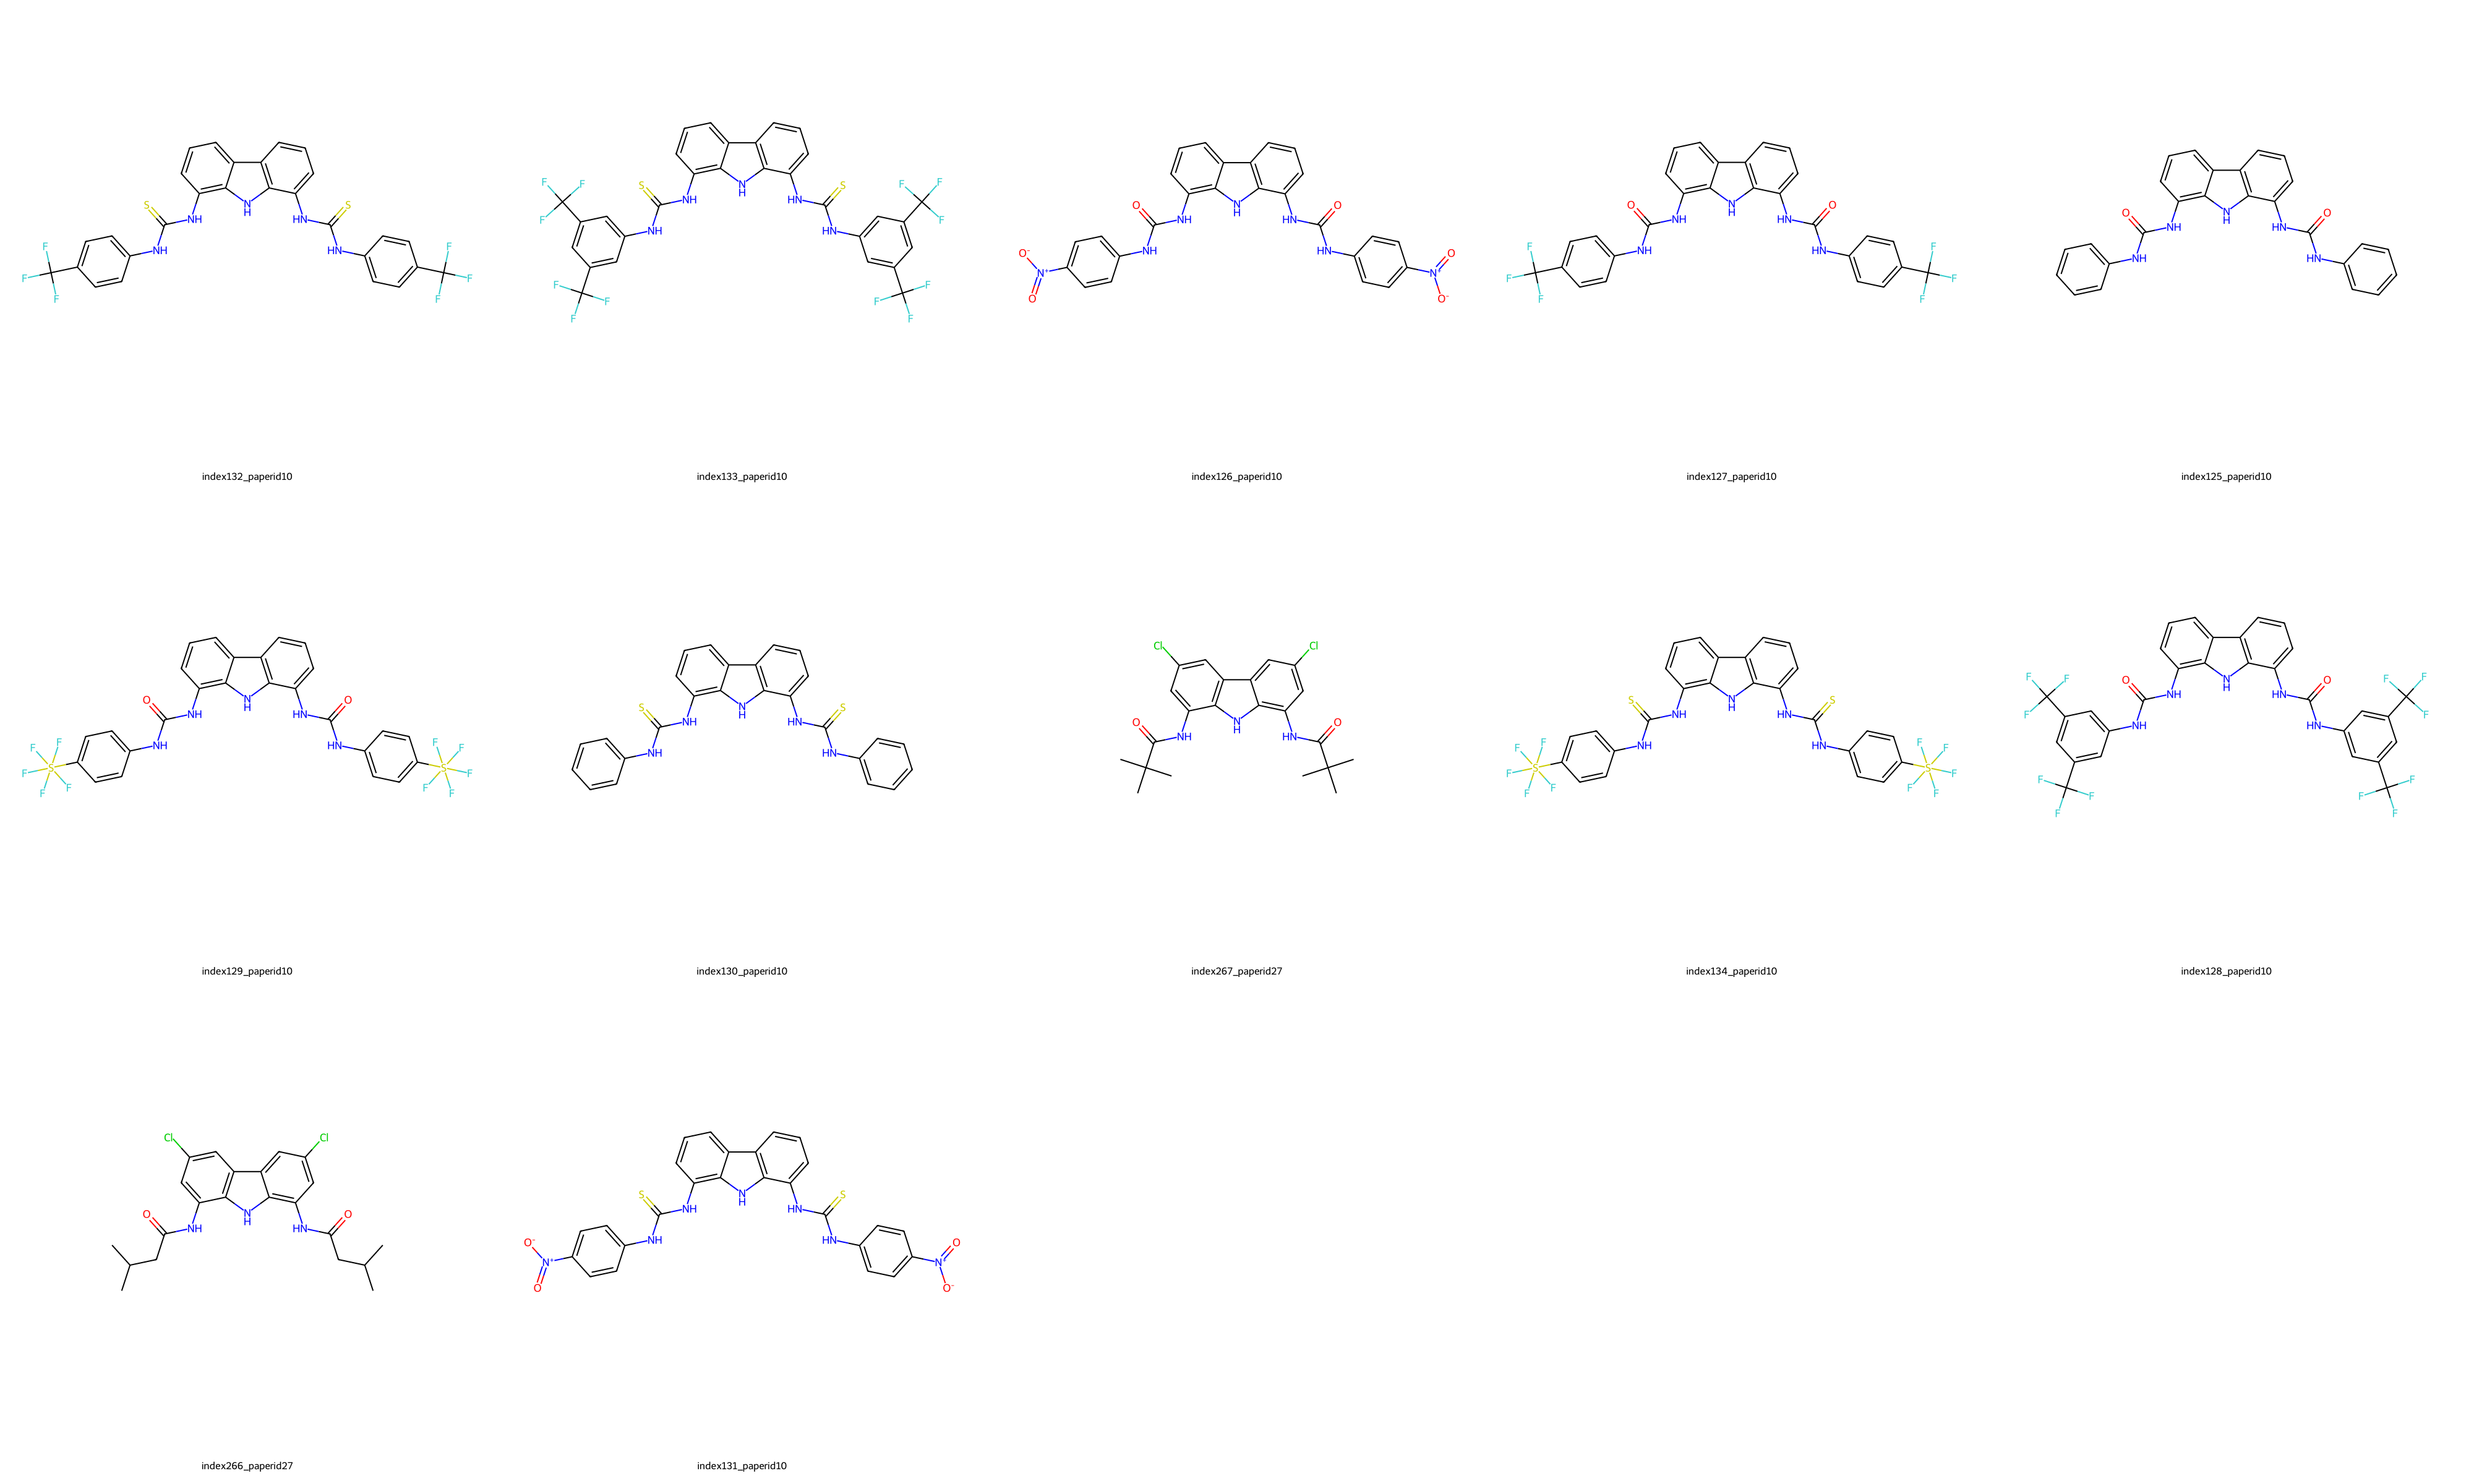 index132_paperid10
index133_paperid10
index126_paperid10
index127_paperid10
index125_paperid10
index129_paperid10
index130_paperid10
index267_paperid27
index134_paperid10
index128_paperid10
index266_paperid27
index131_paperid10